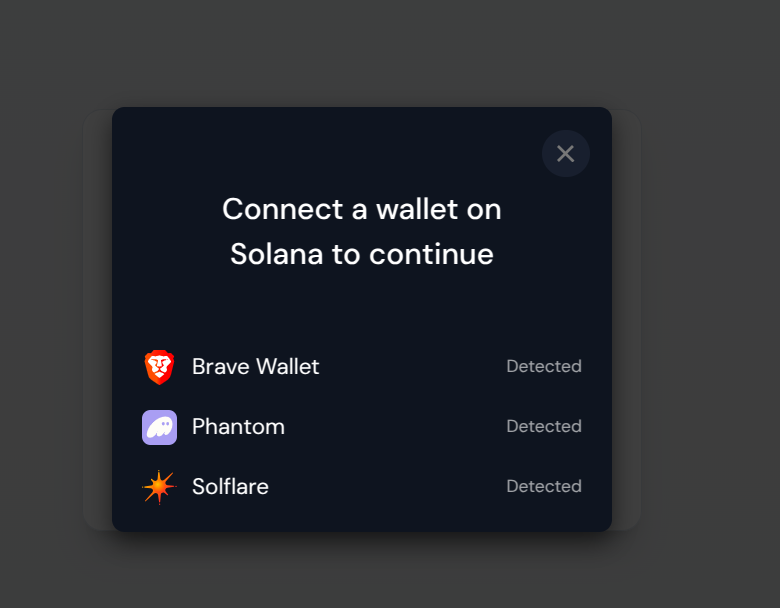 Connect a wallet on
Solana to continue
Brave Wallet Detected
Phantom Detected
Solflare Detected